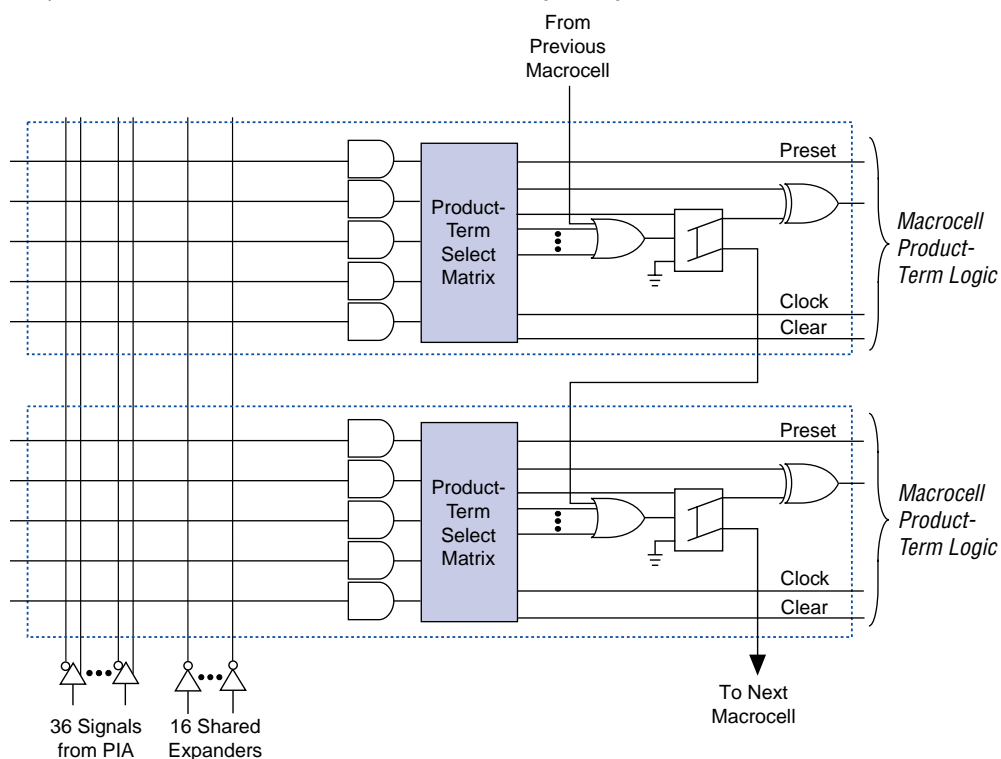 From
Previous
Macrocell
Preset
Product-
Term
Select
Matrix
Macrocell
Product-
Term Logic
Clock
Clear
Preset
Product-
Term
Select
Matrix
Macrocell
Product-
Term Logic
Clock
Clear
36 Signals
from PIA
16 Shared
Expanders
To Next
Macrocell